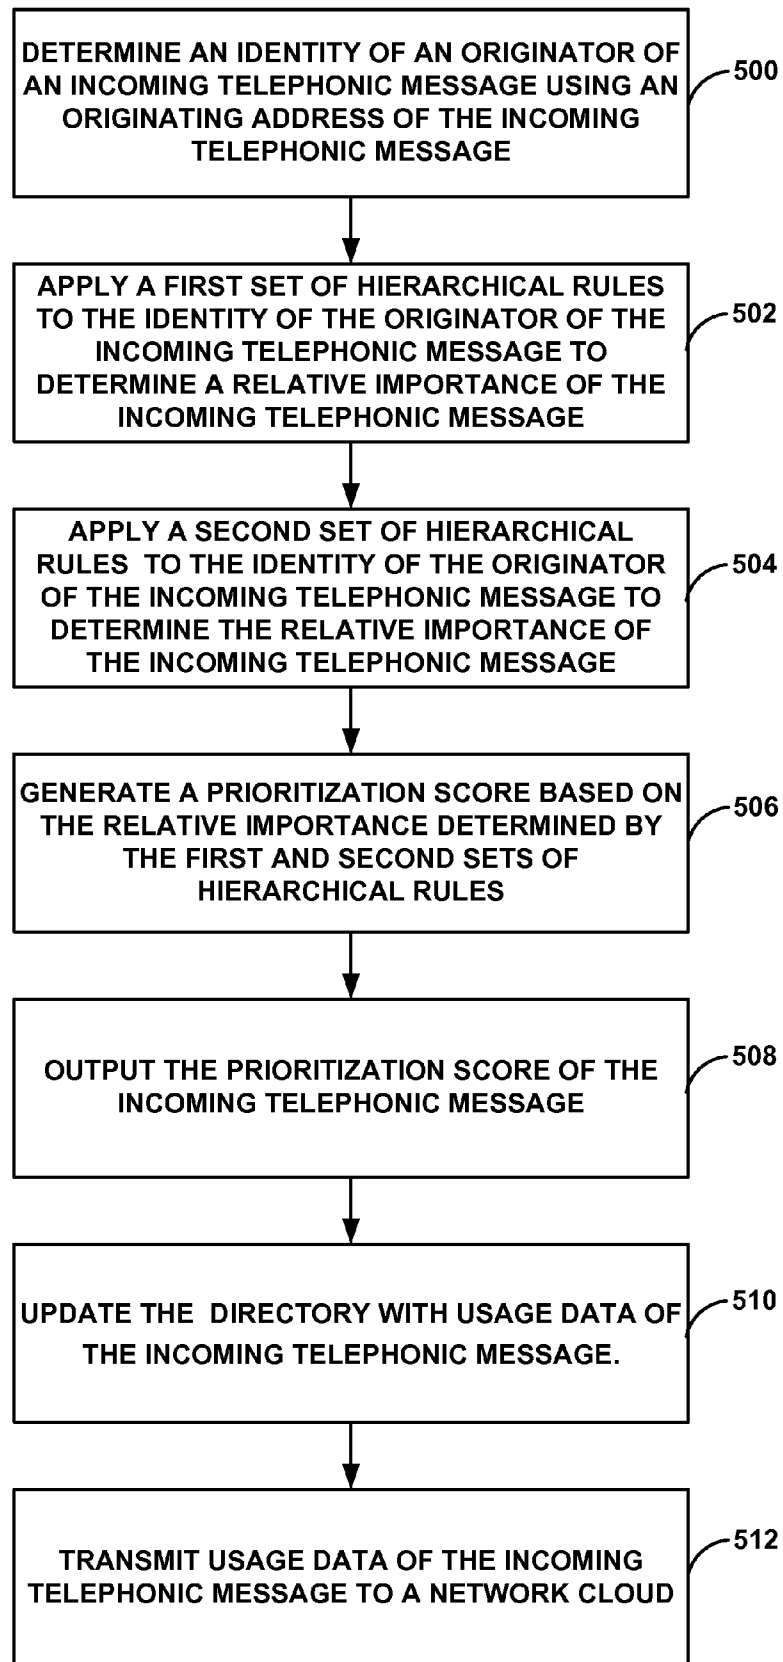 DETERMINE AN IDENTITY OF AN ORIGINATOR OF
AN INCOMING TELEPHONIC MESSAGE USING AN
ORIGINATING ADDRESS OF THE INCOMING
TELEPHONIC MESSAGE
500
APPLY A FIRST SET OF HIERARCHICAL RULES
TO THE IDENTITY OF THE ORIGINATOR OF THE
INCOMING TELEPHONIC MESSAGE TO
DETERMINE A RELATIVE IMPORTANCE OF THE
INCOMING TELEPHONIC MESSAGE
502
APPLY A SECOND SET OF HIERARCHICAL
RULES TO THE IDENTITY OF THE ORIGINATOR
OF THE INCOMING TELEPHONIC MESSAGE TO
DETERMINE THE RELATIVE IMPORTANCE OF
THE INCOMING TELEPHONIC MESSAGE
504
GENERATE A PRIORITIZATION SCORE BASED ON
THE RELATIVE IMPORTANCE DETERMINED BY
THE FIRST AND SECOND SETS OF
HIERARCHICAL RULES
506
OUTPUT THE PRIORITIZATION SCORE OF THE
INCOMING TELEPHONIC MESSAGE
508
UPDATE THE DIRECTORY WITH USAGE DATA OF
THE INCOMING TELEPHONIC MESSAGE.
510
TRANSMIT USAGE DATA OF THE INCOMING
TELEPHONIC MESSAGE TO A NETWORK CLOUD
512